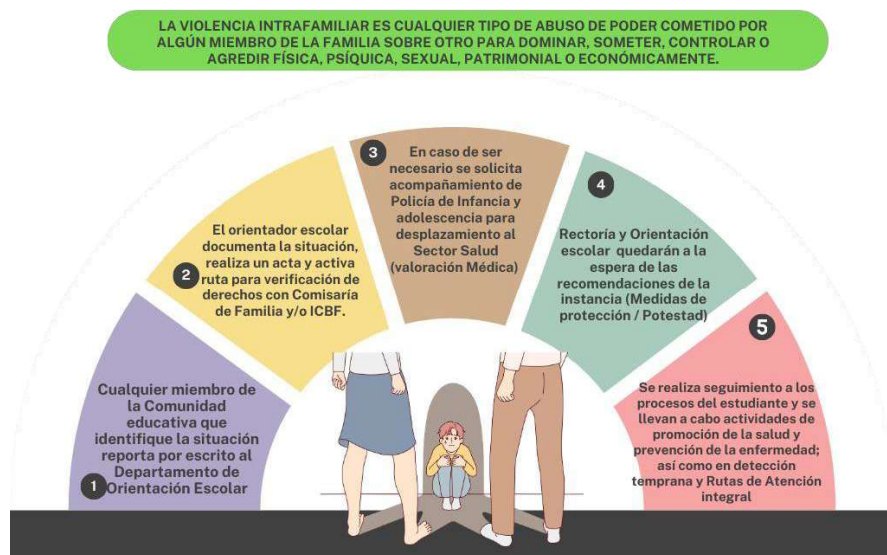 LA VIOLENCIA INTRAFAMILIAR ES CUALQUIER TIPO DE ABUSO DE PODER COMETIDO POR
ALGÚN MIEMBRO DE LA FAMILIA SOBRE OTRO PARA DOMINAR, SOMETER, CONTROLAR O
AGREDIR FÍSICA, PSÍQUICA, SEXUAL, PATRIMONIAL O ECONÓMICAMENTE.
1
Cualquier miembro de
la Comunidad
educativa que
identifique la situación
reporta por escrito al
Departamento de
Orientación Escolar
2
El orientador escolar
documenta la situación,
realiza un acta y activa
ruta para verificación de
derechos con Comisaría
de Familia y/o ICBF.
3
En caso de ser
necesario se solicita
acompañamiento de
Policía de Infancia y
adolescencia para
desplazamiento al
Sector Salud
(valoración Médica)
4
Rectoría y Orientación
escolar quedarán a la
espera de las
recomendaciones de la
instancia (Medidas de
protección / Potestad)
5
Se realiza seguimiento a los
procesos del estudiante y se
llevan a cabo actividades de
promoción de la salud y
prevención de la enfermedad;
así como en detección
temprana y Rutas de Atención
integral